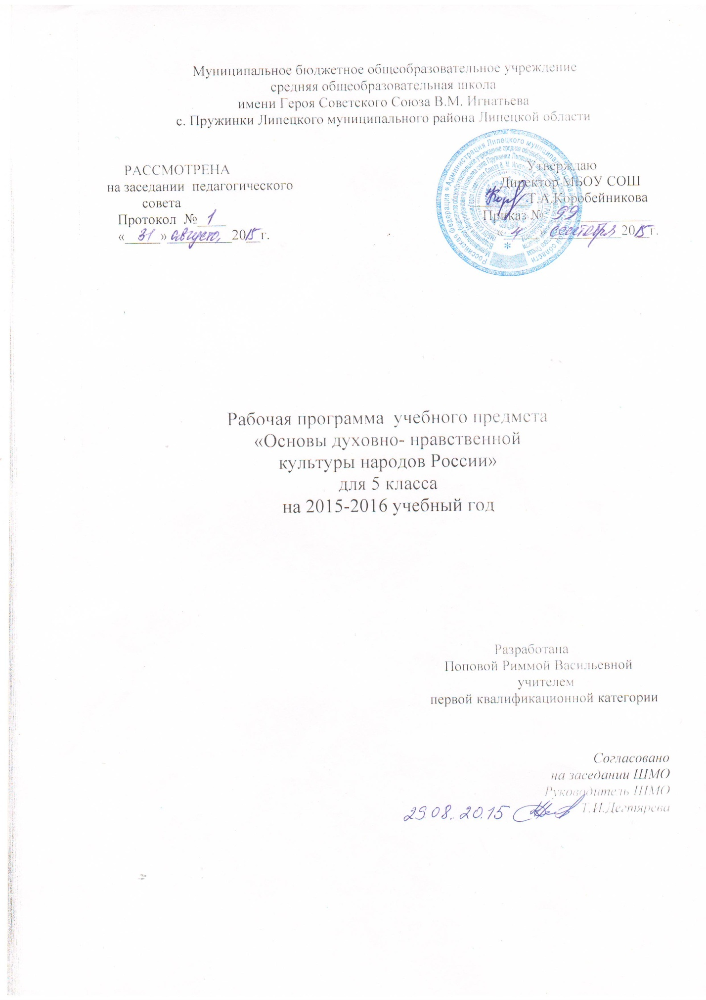 Муниципальное бюджетное общеобразовательное учреждение
средняя общеобразовательная школа
имени Героя Советского Союза В.М. Игнатьева
с. Пружинки Липецкого муниципального района Липецкой области
РАССМОТРЕНА
на заседании педагогического
совета
Протокол № 1
« 31 » августа 2015 г.
Утверждаю
Директор МБОУ СОШ
Т.А.Коробейникова
Приказ № 99
« 4 » сентября 2015 г.
Российская Федерация * Администрация Липецкого
Рабочая программа учебного предмета
«Основы духовно- нравственной
культуры народов России»
для 5 класса
на 2015-2016 учебный год
Разработана
Поповой Риммой Васильевной
учителем
первой квалификационной категории
Согласовано
на заседании ШМО
Руководитель ШМО
29.08. 2015 Т.И.Дегтярева